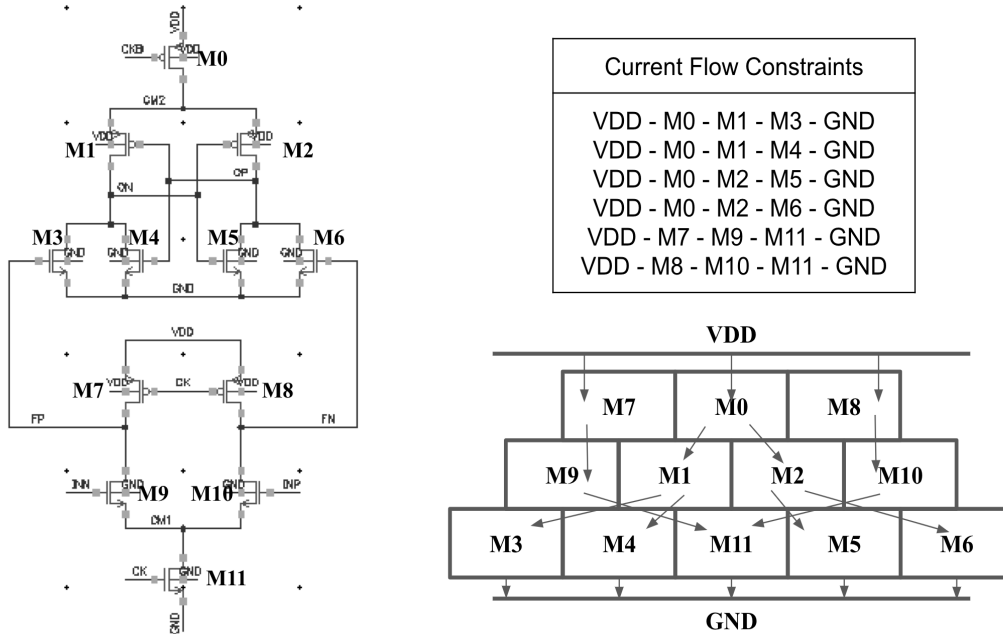 VDD
CKB
VDD
M0
CM2
VDD
VDD
M1
M2
QP
QN
M3
M4
M5
M6
GND
GND
GND
GND
GND
VDD
VDD
CK
VDD
M7
M8
FP
FN
INN
GND
M9
M10
GND
INP
CM1
CK
GND
M11
GND
Current Flow Constraints
VDD - M0 - M1 - M3 - GND
VDD - M0 - M1 - M4 - GND
VDD - M0 - M2 - M5 - GND
VDD - M0 - M2 - M6 - GND
VDD - M7 - M9 - M11 - GND
VDD - M8 - M10 - M11 - GND
VDD
M7 M0 M8
M9 M1 M2 M10
M3 M4 M11 M5 M6
GND